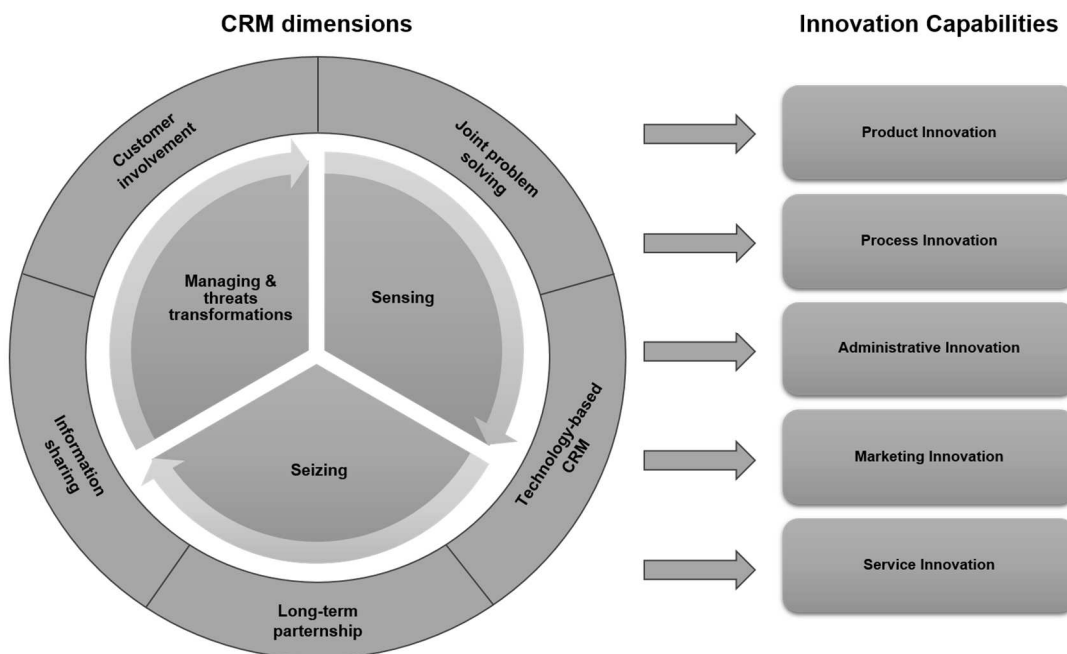 CRM dimensions
Innovation Capabilities
Customer
involvement
Joint problem
solving
Technology-based
CRM
Long-term
parternship
Information
sharing
Managing &
threats
transformations
Sensing
Seizing
Product Innovation
Process Innovation
Administrative Innovation
Marketing Innovation
Service Innovation